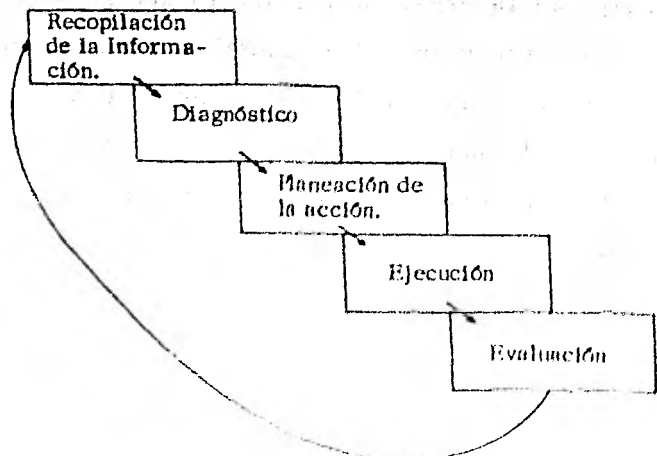 Recopilación
de la Informa-
ción.
Diagnóstico
Planeación de
la acción.
Ejecución
Evaluación